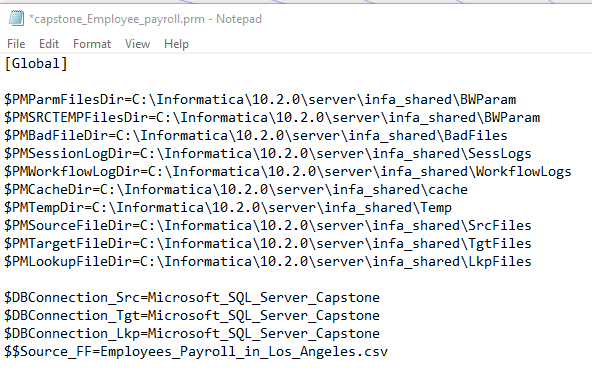 *capstone_Employee_payroll.prm - Notepad
File Edit Format View Help
[Global]
$PMParmFilesDir=C:\Informatica\10.2.0\server\infa_shared\BWParam
$PMSRCTEMPFilesDir=C:\Informatica\10.2.0\server\infa_shared\BWParam
$PMBadFileDir=C:\Informatica\10.2.0\server\infa_shared\BadFiles
$PMSessionLogDir=C:\Informatica\10.2.0\server\infa_shared\SessLogs
$PMWorkflowLogDir=C:\Informatica\10.2.0\server\infa_shared\WorkflowLogs
$PMCacheDir=C:\Informatica\10.2.0\server\infa_shared\cache
$PMTempDir=C:\Informatica\10.2.0\server\infa_shared\Temp
$PMSourceFileDir=C:\Informatica\10.2.0\server\infa_shared\SrcFiles
$PMTargetFileDir=C:\Informatica\10.2.0\server\infa_shared\TgtFiles
$PMLookupFileDir=C:\Informatica\10.2.0\server\infa_shared\LkpFiles
$DBConnection_Src=Microsoft_SQL_Server_Capstone
$DBConnection_Tgt=Microsoft_SQL_Server_Capstone
$DBConnection_Lkp=Microsoft_SQL_Server_Capstone
$$Source_FF=Employees_Payroll_in_Los_Angeles.csv